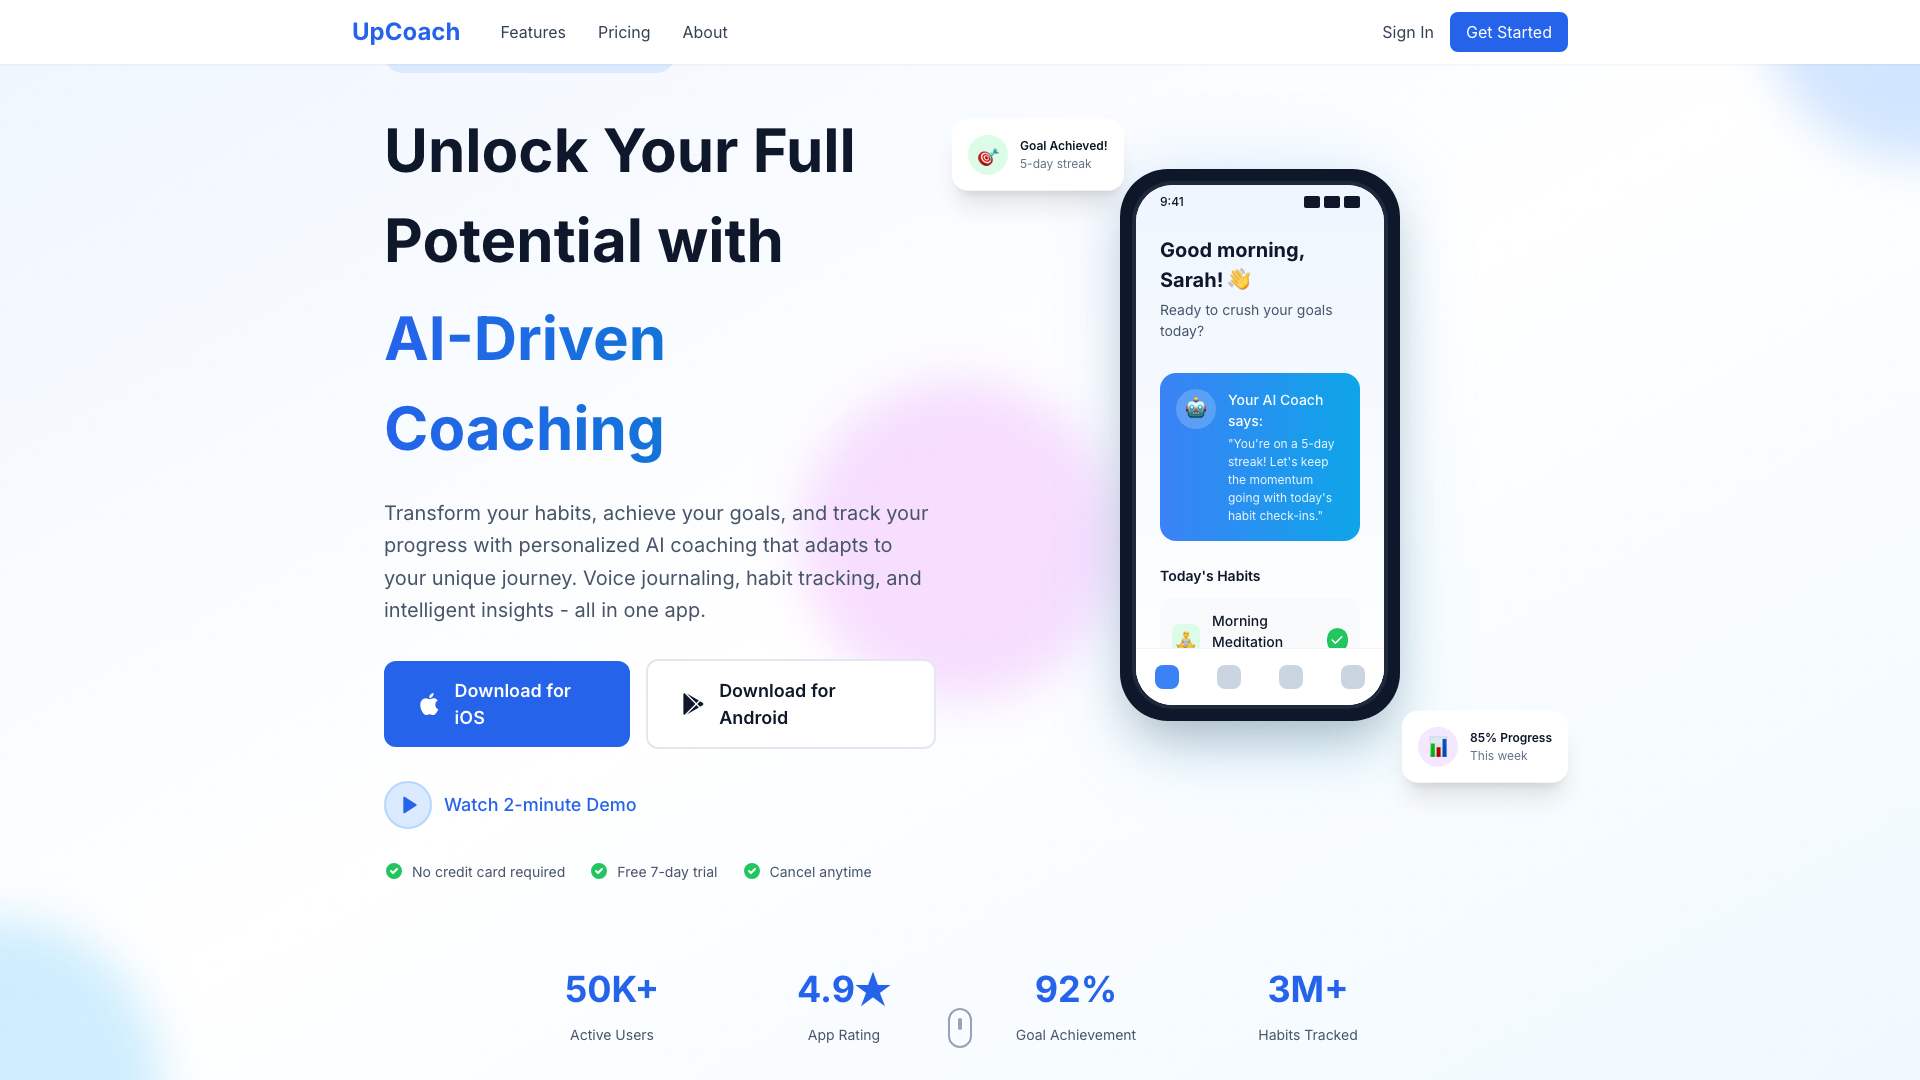 UpCoach
Features
Pricing
About
Sign In
Get Started
Unlock Your Full
Potential with
AI-Driven
Coaching
Transform your habits, achieve your goals, and track your
progress with personalized AI coaching that adapts to
your unique journey. Voice journaling, habit tracking, and
intelligent insights - all in one app.
Download for
iOS
Download for
Android
Watch 2-minute Demo
No credit card required
Free 7-day trial
Cancel anytime
Goal Achieved!
5-day streak
9:41
Good morning,
Sarah! 👋
Ready to crush your goals
today?
Your AI Coach
says:
"You're on a 5-day
streak! Let's keep
the momentum
going with today's
habit check-ins."
Today's Habits
Morning
Meditation
85% Progress
This week
50K+
Active Users
4.9★
App Rating
92%
Goal Achievement
3M+
Habits Tracked